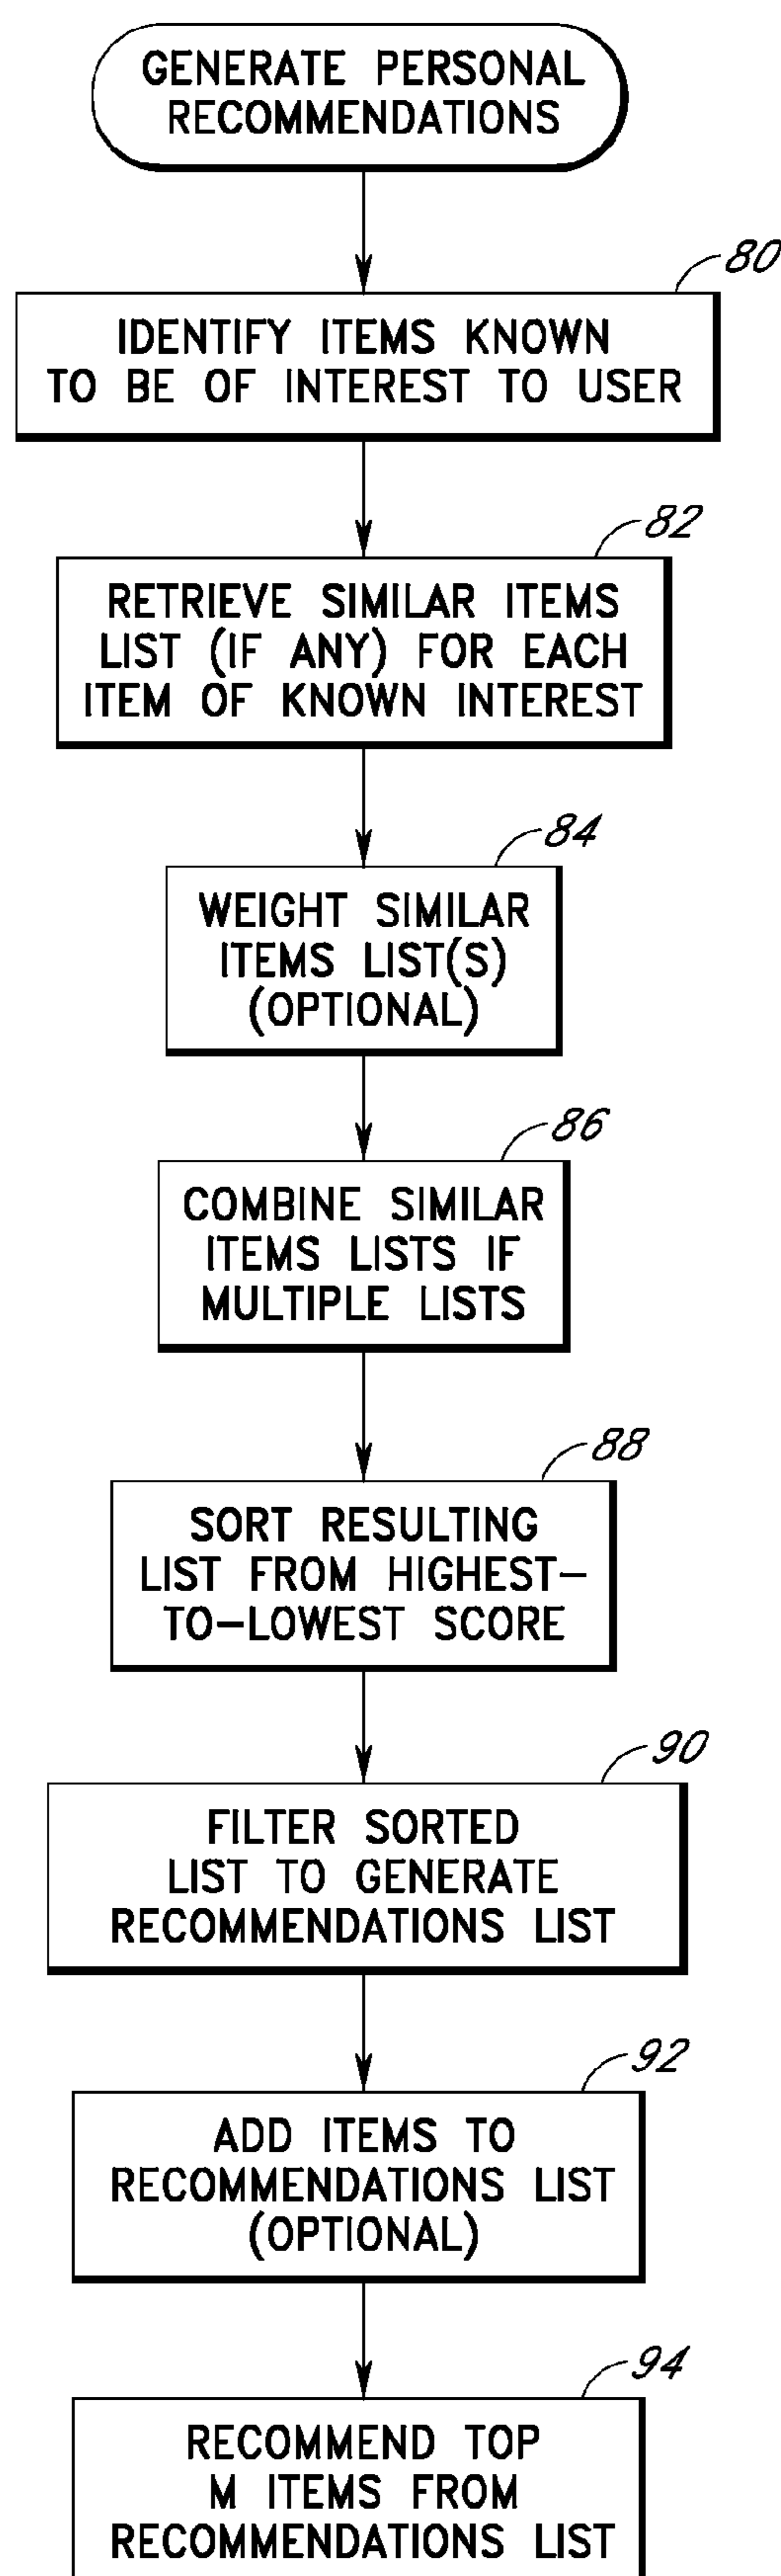 GENERATE PERSONAL
RECOMMENDATIONS
80
IDENTIFY ITEMS KNOWN
TO BE OF INTEREST TO USER
82
RETRIEVE SIMILAR ITEMS
LIST (IF ANY) FOR EACH
ITEM OF KNOWN INTEREST
84
WEIGHT SIMILAR
ITEMS LIST(S)
(OPTIONAL)
86
COMBINE SIMILAR
ITEMS LISTS IF
MULTIPLE LISTS
88
SORT RESULTING
LIST FROM HIGHEST-
TO-LOWEST SCORE
90
FILTER SORTED
LIST TO GENERATE
RECOMMENDATIONS LIST
92
ADD ITEMS TO
RECOMMENDATIONS LIST
(OPTIONAL)
94
RECOMMEND TOP
M ITEMS FROM
RECOMMENDATIONS LIST